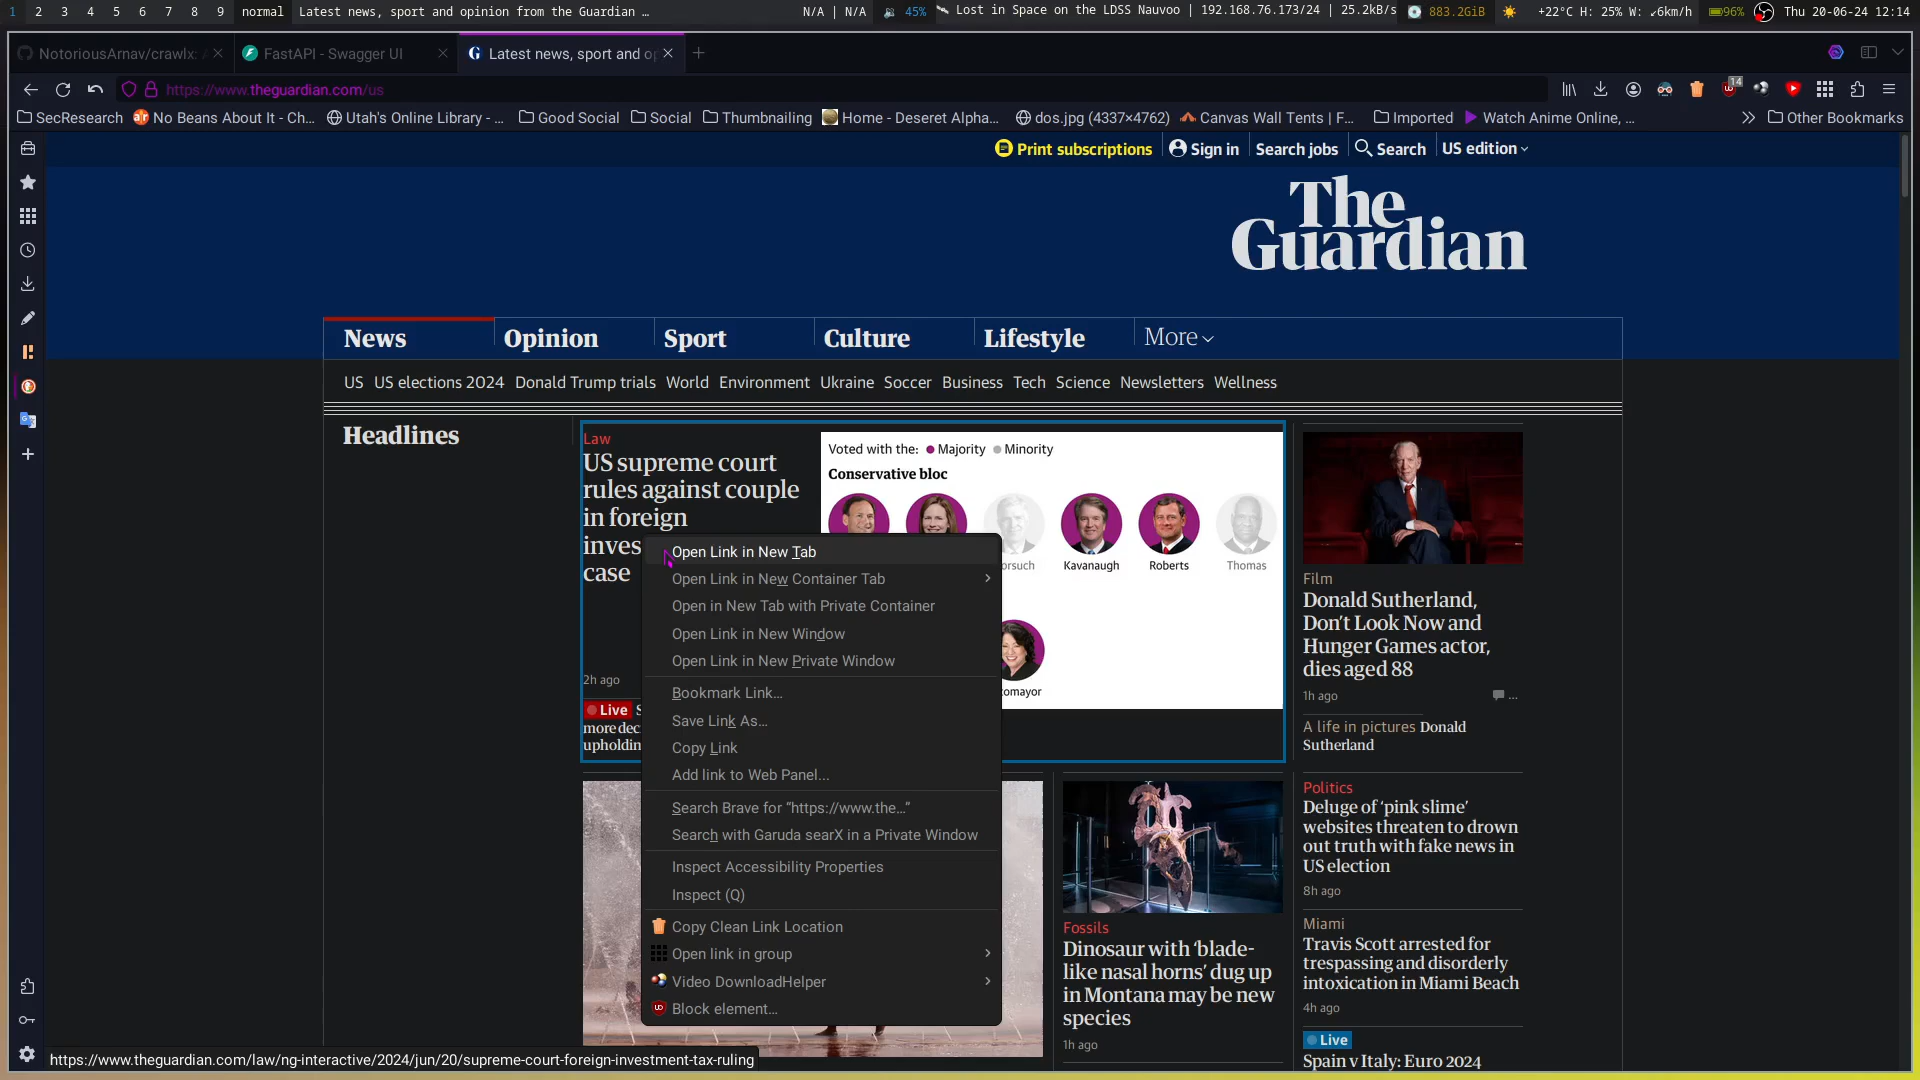 1 2 3 4 5 6 7 8 9 normal Latest news, sport and opinion from the Guardian … N/A | N/A 45% Lost in Space on the LDSS Nauvoo | 192.168.76.173/24 | 25.2kB/s 883.2GiB +22°C H: 25% W: ↙6km/h 96% Thu 20-06-24 12:14
NotoriousArnav/crawlx: FastAPI - Swagger UI Latest news, sport and op
https://www.theguardian.com/us
14
SecResearch No Beans About It - Ch… Utah's Online Library - … Good Social Social Thumbnailing Home - Deseret Alpha… dos.jpg (4337×4762) Canvas Wall Tents | F… Imported Watch Anime Online, … Other Bookmarks
Print subscriptions Sign in Search jobs Search US edition
The
Guardian
News Opinion Sport Culture Lifestyle More
US US elections 2024 Donald Trump trials World Environment Ukraine Soccer Business Tech Science Newsletters Wellness
Headlines
Law
US supreme court
rules against couple
in foreign
inves
case
2h ago
Live S
more dec
upholdin
Voted with the: Majority Minority
Conservative bloc
orsuch Kavanaugh Roberts Thomas
omayor
Open Link in New Tab
Open Link in New Container Tab
Open in New Tab with Private Container
Open Link in New Window
Open Link in New Private Window
Bookmark Link…
Save Link As…
Copy Link
Add link to Web Panel...
Search Brave for “https://www.the…”
Search with Garuda searX in a Private Window
Inspect Accessibility Properties
Inspect (Q)
Copy Clean Link Location
Open link in group
Video DownloadHelper
Block element…
Film
Donald Sutherland,
Don’t Look Now and
Hunger Games actor,
dies aged 88
1h ago ...
A life in pictures Donald
Sutherland
Fossils
Dinosaur with ‘blade-
like nasal horns’ dug up
in Montana may be new
species
1h ago
Politics
Deluge of ‘pink slime’
websites threaten to drown
out truth with fake news in
US election
8h ago
Miami
Travis Scott arrested for
trespassing and disorderly
intoxication in Miami Beach
4h ago
Live
Spain v Italy: Euro 2024
https://www.theguardian.com/law/ng-interactive/2024/jun/20/supreme-court-foreign-investment-tax-ruling